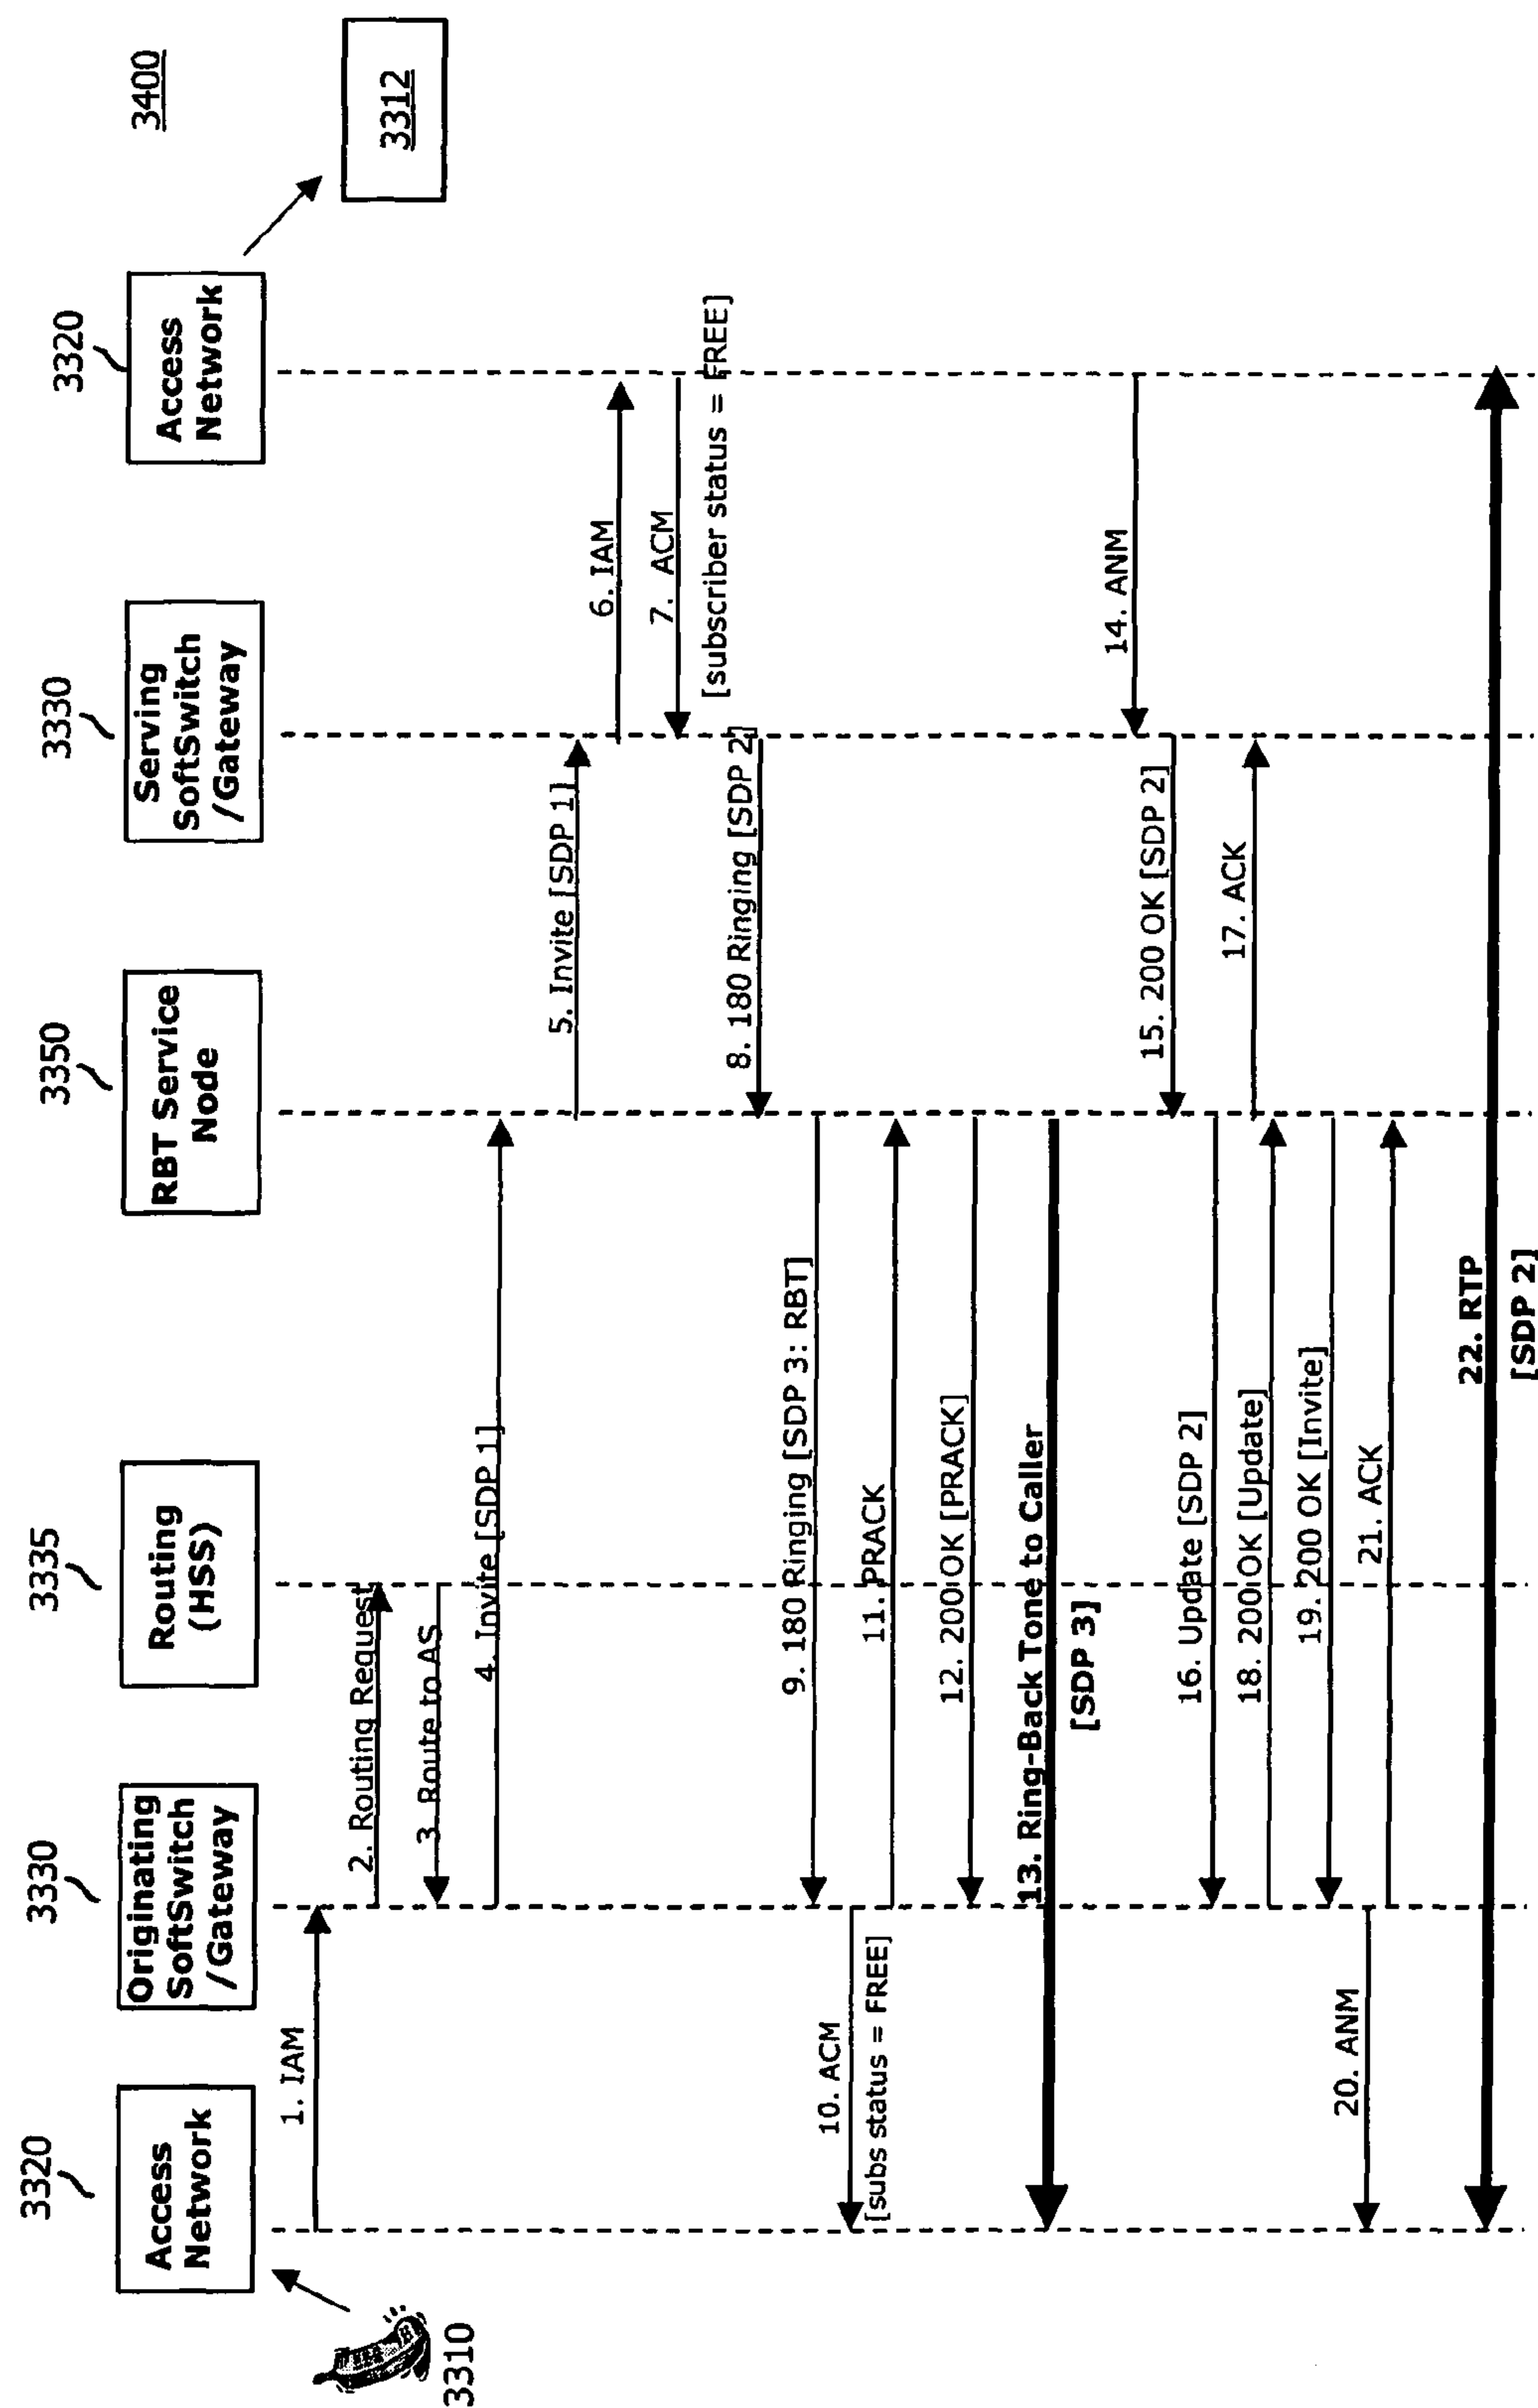 3400
3310
3312
3320
Access
Network
3330
Originating
SoftSwitch
/Gateway
3335
Routing
(HSS)
3350
RBT Service
Node
3330
Serving
SoftSwitch
/Gateway
3320
Access
Network
1. IAM
2. Routing Request
3. Route to AS
4. Invite [SDP 1]
5. Invite [SDP 1]
6. IAM
7. ACM
[subscriber status = FREE]
8. 180 Ringing [SDP 2]
9. 180 Ringing [SDP 3: RBT]
10. ACM
[subs status = FREE]
11. PRACK
12. 200 OK [PRACK]
13. Ring-Back Tone to Caller
[SDP 3]
14. ANM
15. 200 OK [SDP 2]
16. Update [SDP 2]
17. ACK
18. 200 OK [Update]
19. 200 OK [Invite]
20. ANM
21. ACK
22. RTP
[SDP 2]